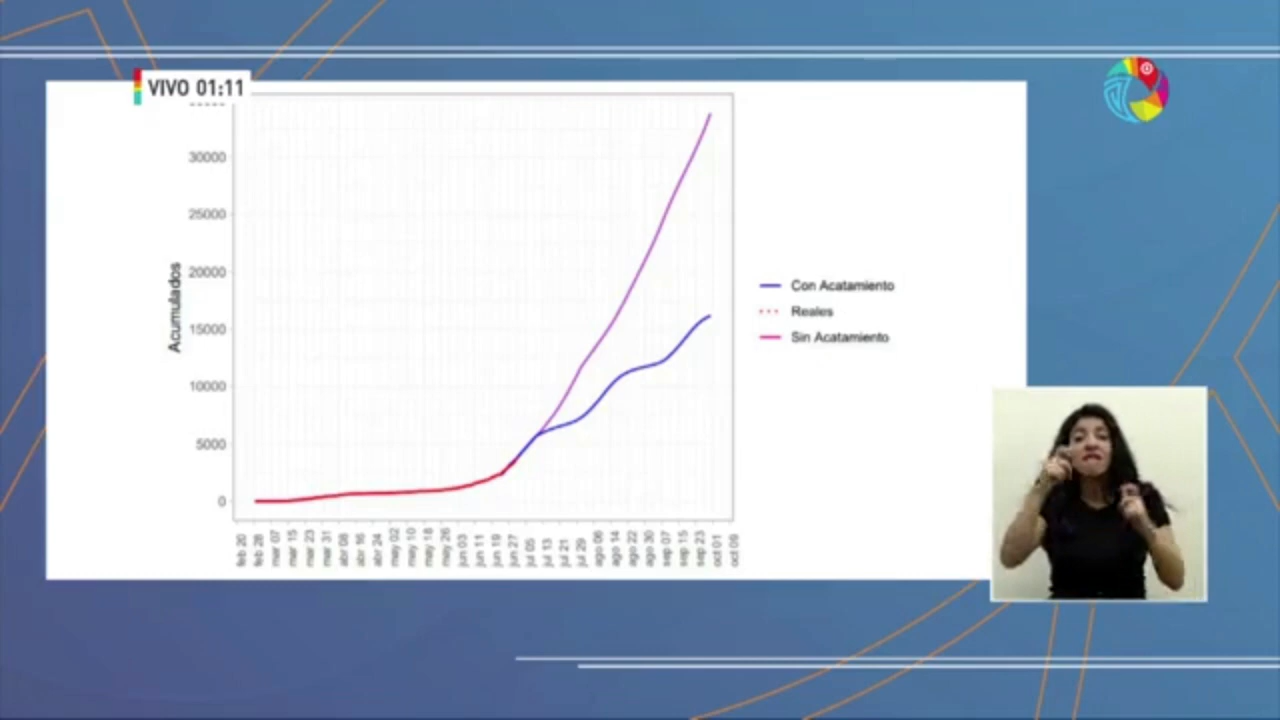 VIVO 01:11
30000
25000
20000
15000
10000
5000
0
Acumulados
Con Acatamiento
Reales
Sin Acatamiento
feb 20
feb 28
mar 07
mar 15
mar 23
mar 31
abr 08
abr 16
abr 24
may 02
may 10
may 18
may 26
jun 03
jun 11
jun 19
jun 27
jul 05
jul 13
jul 21
jul 29
ago 06
ago 14
ago 22
ago 30
sep 07
sep 15
sep 23
oct 01
oct 09